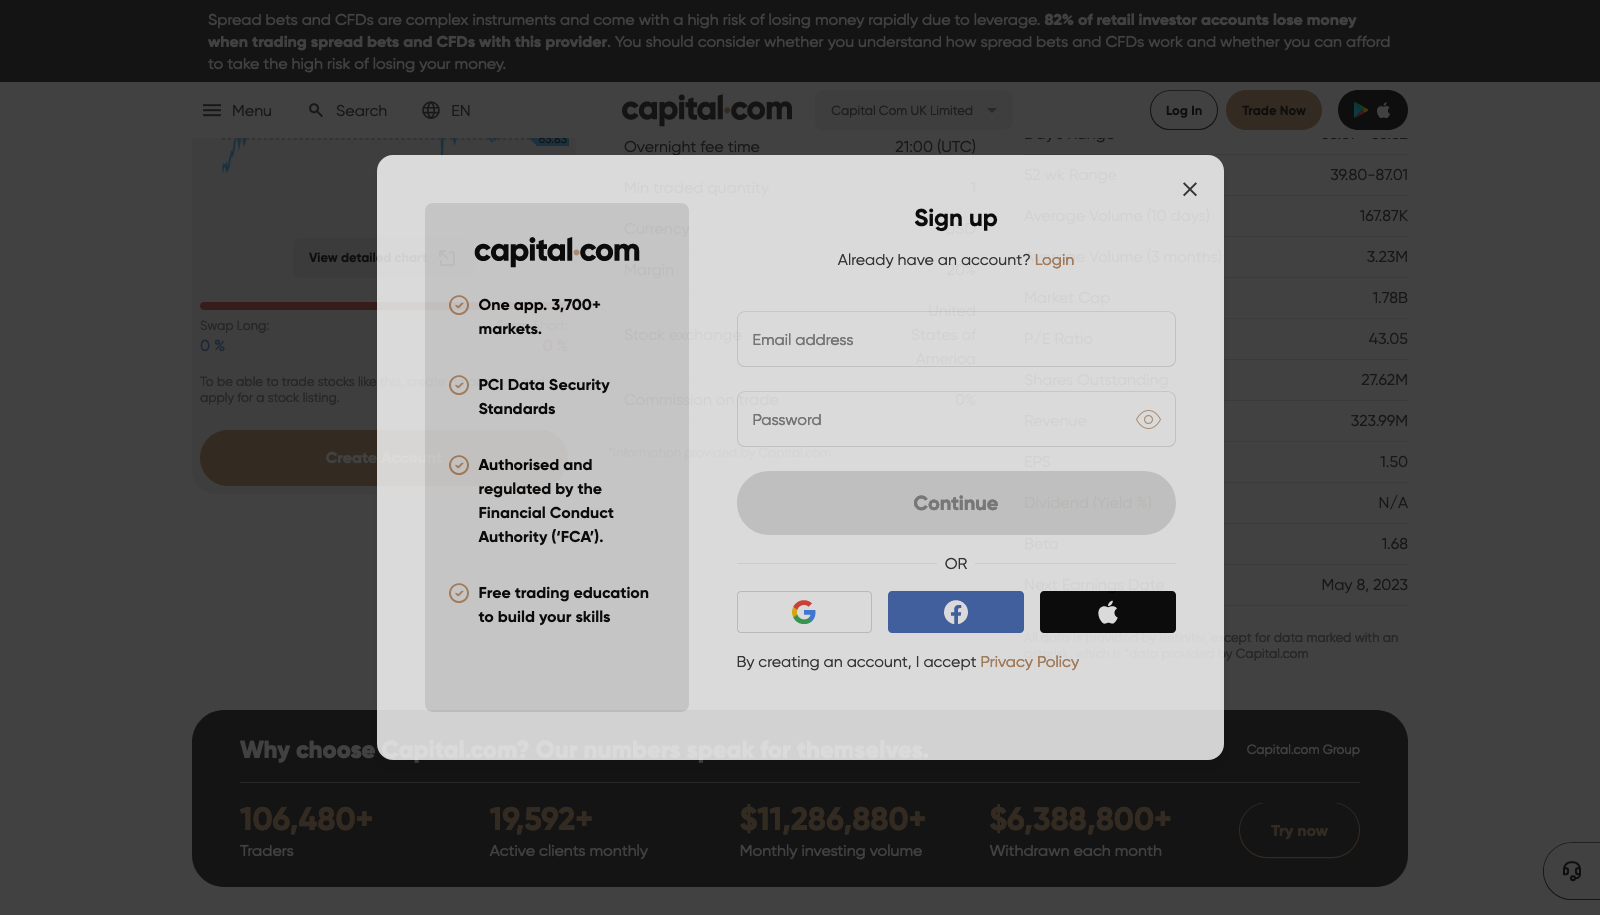 Spread bets and CFDs are complex instruments and come with a high risk of losing money rapidly due to leverage. 82% of retail investor accounts lose money
when trading spread bets and CFDs with this provider. You should consider whether you understand how spread bets and CFDs work and whether you can afford
to take the high risk of losing your money.
Menu
Search
EN
capital.com
Capital Com UK Limited
Log In
Trade Now
Overnight fee time
21:00 (UTC)
Min traded quantity
1
52 wk Range
39.80-87.01
Sign up
Average Volume (10 days)
167.87K
Currency
capital.com
View detailed chart
Already have an account? Login
Volume (3 months)
3.23M
Margin
20%
One app. 3,700+
markets.
Market Cap
1.78B
Swap Long:
0 %
0 %
Stock exchange
United
States of
America
Email address
P/E Ratio
43.05
To be able to trade stocks like
apply for a stock listing.
PCI Data Security
Standards
Shares Outstanding
27.62M
Commission on trade
0%
Password
Revenue
323.99M
Create Account
*Information provided by Capital.com
Authorised and
regulated by the
Financial Conduct
Authority (‘FCA’).
EPS
1.50
Continue
Dividend (Yield %)
N/A
Beta
1.68
OR
Next Earnings Date
May 8, 2023
Free trading education
to build your skills
except for data marked with an
by Capital.com
By creating an account, I accept Privacy Policy
Why choose Capital.com? Our numbers speak for themselves.
Capital.com Group
106,480+
Traders
19,592+
Active clients monthly
$11,286,880+
Monthly investing volume
$6,388,800+
Withdrawn each month
Try now